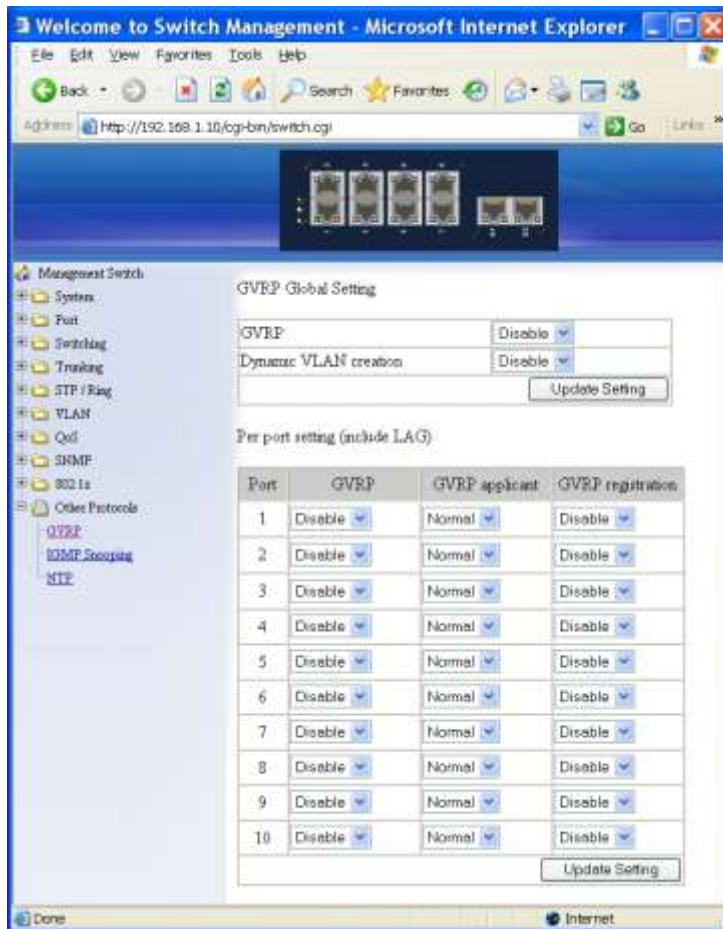 Welcome to Switch Management - Microsoft Internet Explorer
File Edit View Favorites Tools Help
Back Search Favorites
Address http://192.168.1.10/cgi-bin/switch.cgi Go Links »
Management Switch
System
Port
Switching
Trunking
STP / Ring
VLAN
QoS
SNMP
802.1x
Other Protocols
GVRP
IGMP Snooping
NTP
GVRP Global Setting
GVRP Disable
Dynamic VLAN creation Disable
Update Setting
Per port setting (include LAG)
Port GVRP GVRP applicant GVRP registration
1 Disable Normal Disable
2 Disable Normal Disable
3 Disable Normal Disable
4 Disable Normal Disable
5 Disable Normal Disable
6 Disable Normal Disable
7 Disable Normal Disable
8 Disable Normal Disable
9 Disable Normal Disable
10 Disable Normal Disable
Update Setting
Done Internet